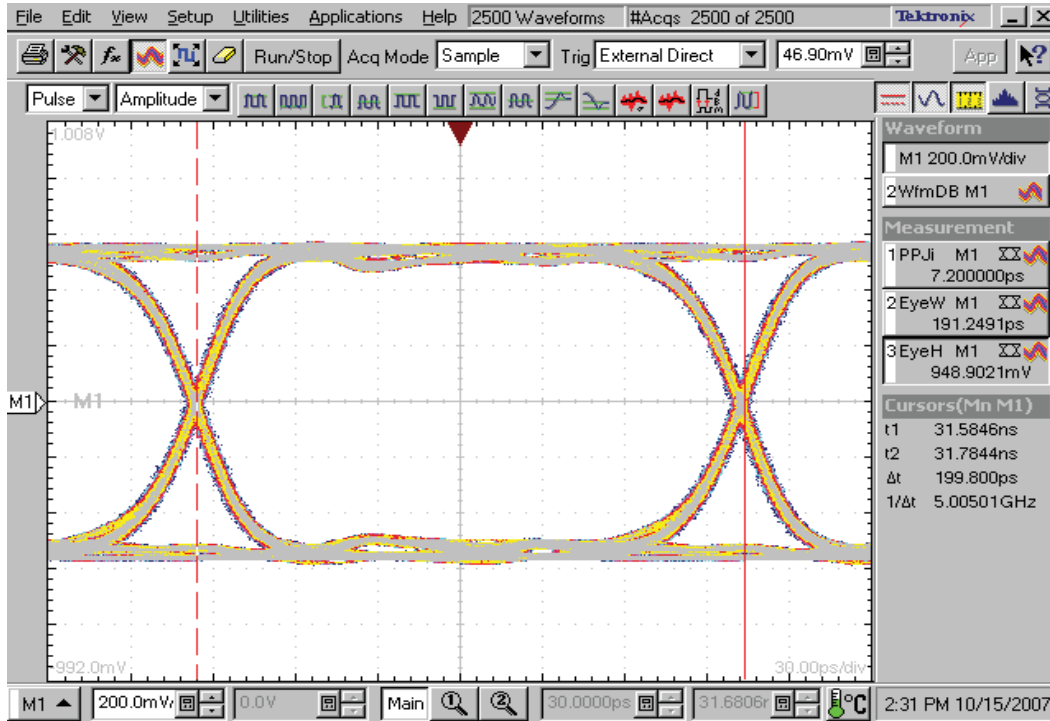 File Edit View Setup Utilities Applications Help 2500 Waveforms #Acqs 2500 of 2500 Tektronix
Run/Stop Acq Mode Sample Trig External Direct 46.90mV App
Pulse Amplitude
1.008V
Waveform
M1 200.0mV/div
2WfmDB M1
Measurement
1PPJi M1
7.200000ps
2EyeW M1
191.2491ps
3EyeH M1
948.9021mV
M1 M1
Cursors(Mn M1)
t1 31.5846ns
t2 31.7844ns
Δt 199.800ps
1/Δt 5.00501GHz
-992.0mV 30.00ps/div
M1 200.0mV 0.0V Main 1 2 30.0000ps 31.6806r °C 2:31 PM 10/15/2007